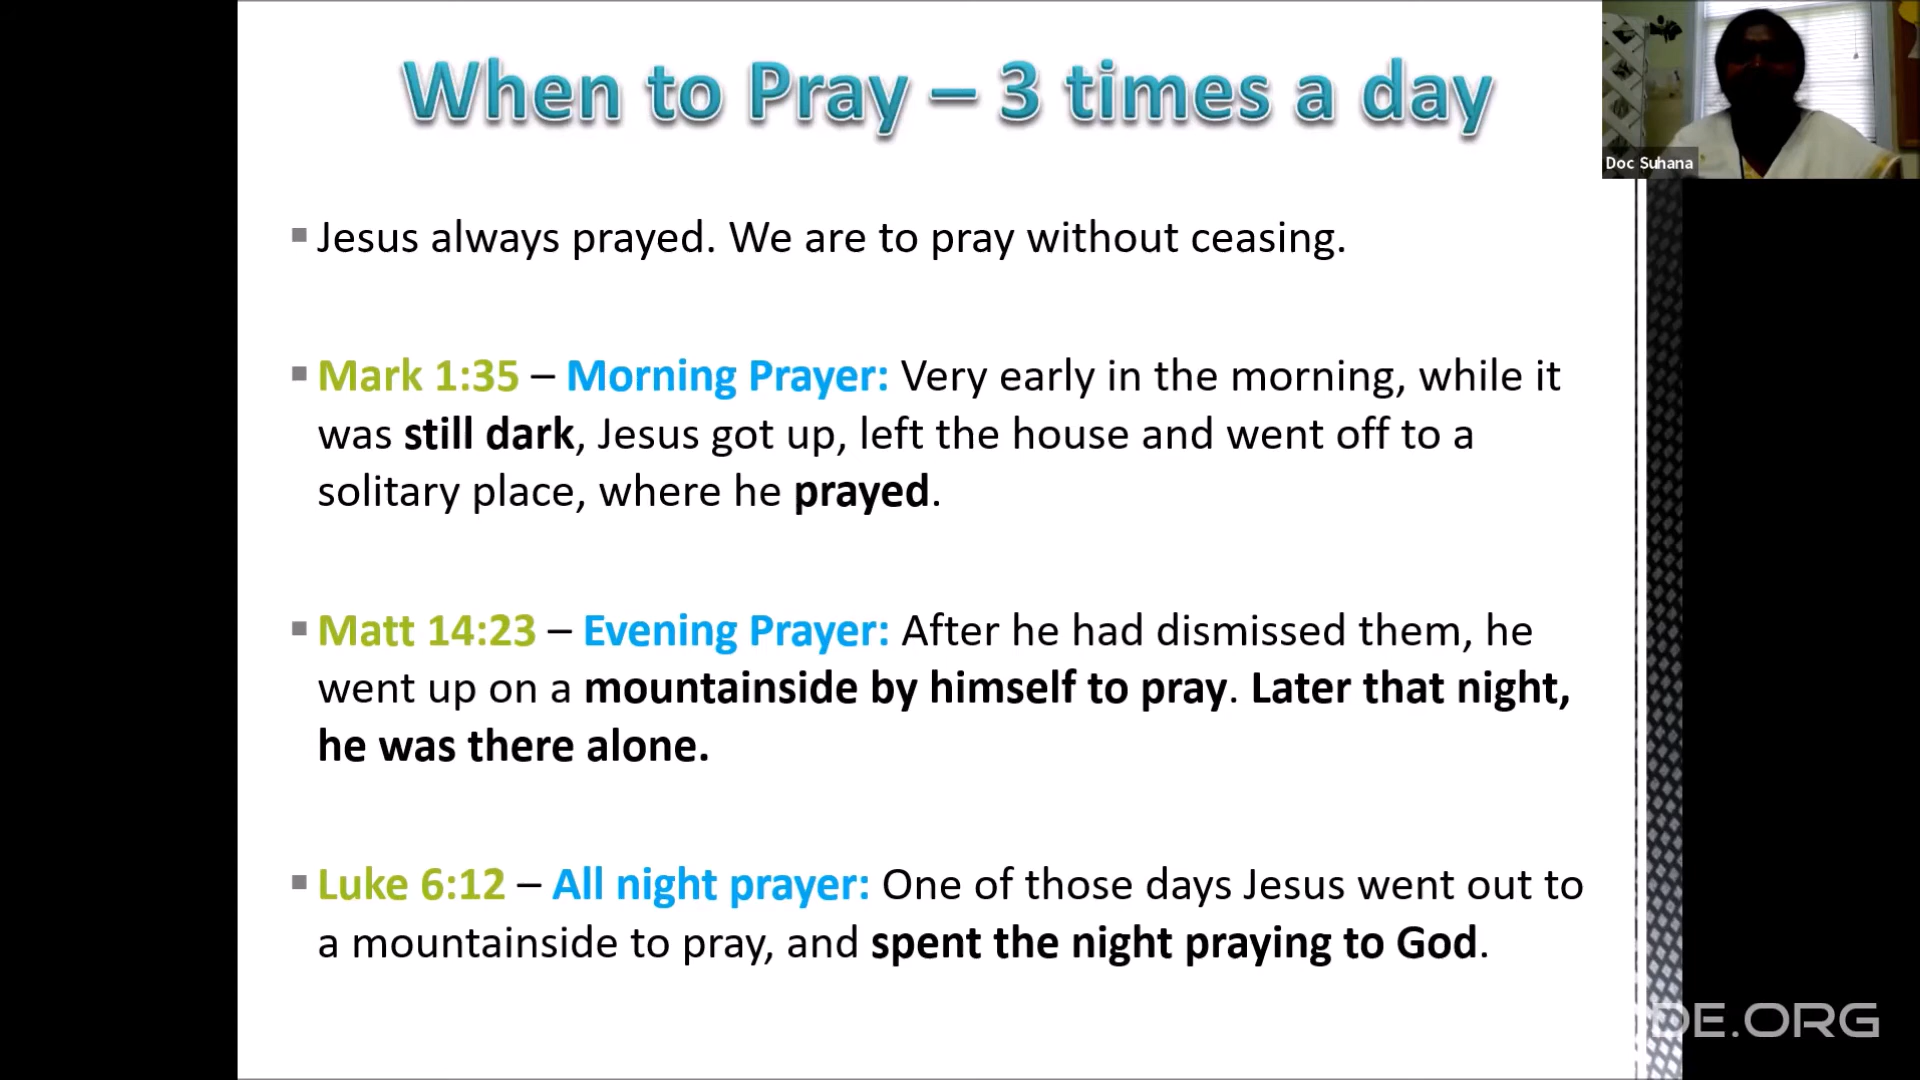 When to Pray – 3 times a day
Doc Suhana
▪ Jesus always prayed. We are to pray without ceasing.
▪ Mark 1:35 – Morning Prayer: Very early in the morning, while it
was still dark, Jesus got up, left the house and went off to a
solitary place, where he prayed.
▪ Matt 14:23 – Evening Prayer: After he had dismissed them, he
went up on a mountainside by himself to pray. Later that night,
he was there alone.
▪ Luke 6:12 – All night prayer: One of those days Jesus went out to
a mountainside to pray, and spent the night praying to God.
DE.ORG